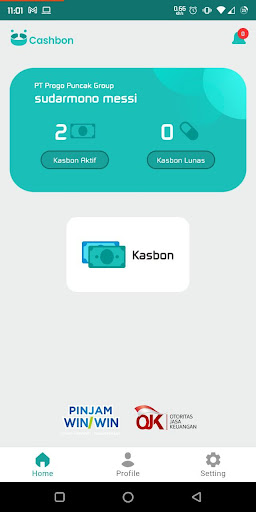 11:01
0.66
KB/s
Cashbon
0
PT Progo Puncak Group
sudarmono messi
2
0
Kasbon Aktif
Kasbon Lunas
Kasbon
PINJAM
WIN/WIN
OJK
OTORITAS
JASA
KEUANGAN
Home
Profile
Setting